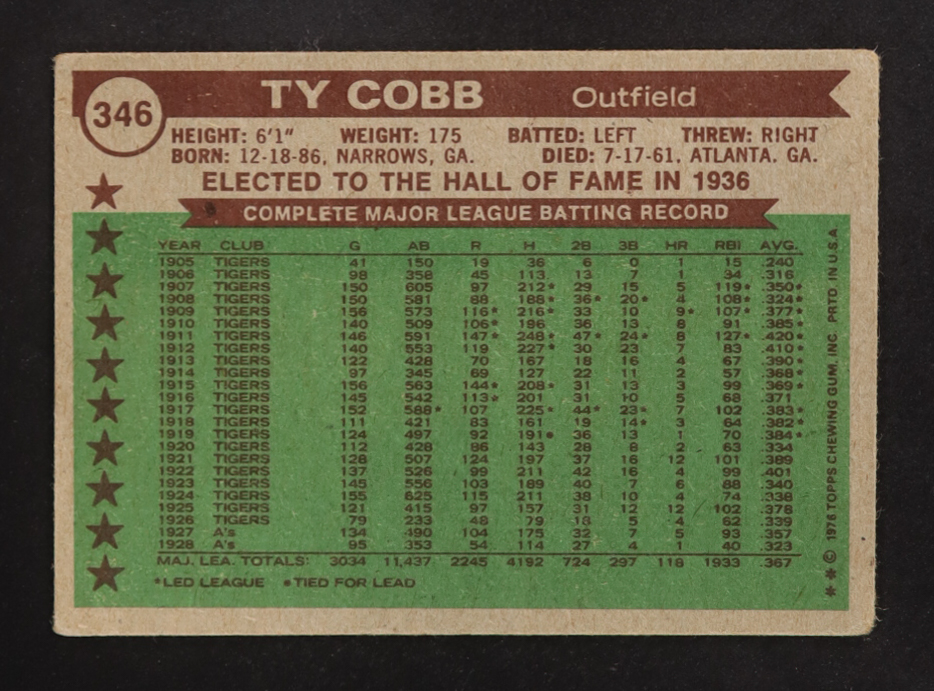 346
TY COBB Outfield
HEIGHT: 6'1" WEIGHT: 175 BATTED: LEFT THREW: RIGHT
BORN: 12-18-86, NARROWS, GA. DIED: 7-17-61, ATLANTA. GA.
ELECTED TO THE HALL OF FAME IN 1936
COMPLETE MAJOR LEAGUE BATTING RECORD
YEAR CLUB G AB R H 2B 3B HR RBI AVG.
1905 TIGERS 41 150 19 36 6 0 1 15 .240
1906 TIGERS 98 358 45 113 13 7 1 34 .316
1907 TIGERS 150 605 97 212* 29 15 5 119* .350*
1908 TIGERS 150 581 88 188* 36* 20* 4 108* .324*
1909 TIGERS 156 573 116* 216* 33 10 9* 107* .377*
1910 TIGERS 140 509 106* 196 36 13 8 91 .385*
1911 TIGERS 146 591 147* 248* 47* 24* 8 127* .420*
1912 TIGERS 140 553 119 227* 30 23 7 83 .410*
1913 TIGERS 122 428 70 167 18 16 4 67 .390*
1914 TIGERS 97 345 69 127 22 11 2 57 .368*
1915 TIGERS 156 563 144* 208* 31 13 3 99 .369*
1916 TIGERS 145 542 113* 201 31 10 5 68 .371
1917 TIGERS 152 588* 107 225* 44* 23* 7 102 .383*
1918 TIGERS 111 421 83 161 19 14* 3 64 .382*
1919 TIGERS 124 497 92 191• 36 13 1 70 .384*
1920 TIGERS 112 428 86 143 28 8 2 63 .334
1921 TIGERS 128 507 124 197 37 16 12 101 .389
1922 TIGERS 137 526 99 211 42 16 4 99 .401
1923 TIGERS 145 556 103 189 40 7 6 88 .340
1924 TIGERS 155 625 115 211 38 10 4 74 .338
1925 TIGERS 121 415 97 157 31 12 12 102 .378
1926 TIGERS 79 233 48 79 18 5 4 62 .339
1927 A's 134 490 104 175 32 7 5 93 .357
1928 A's 95 353 54 114 27 4 1 40 .323
MAJ. LEA. TOTALS: 3034 11,437 2245 4192 724 297 118 1933 .367
*LED LEAGUE •TIED FOR LEAD
**© 1976 TOPPS CHEWING GUM, INC. PRTD. IN U.S.A.